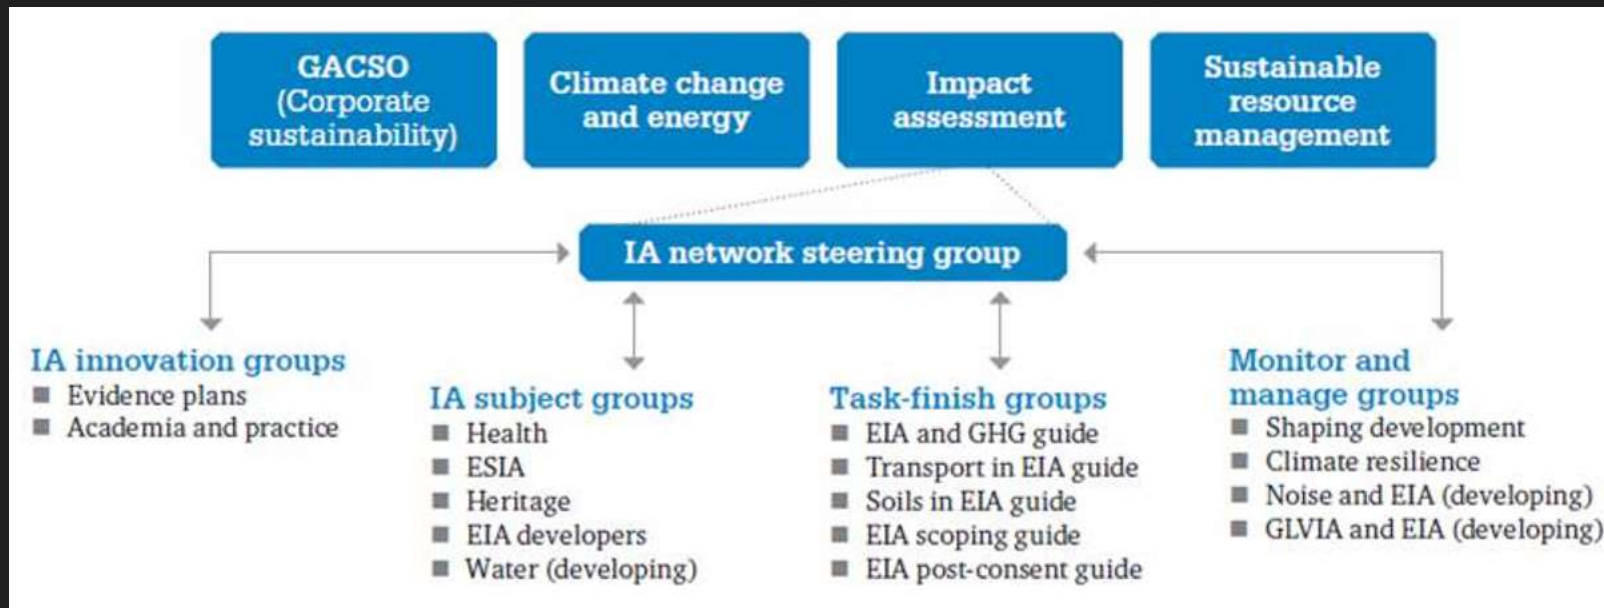 GACSO
(Corporate
sustainability)
Climate change
and energy
Impact
assessment
Sustainable
resource
management
IA network steering group
IA innovation groups
Evidence plans
Academia and practice
IA subject groups
Health
ESIA
Heritage
EIA developers
Water (developing)
Task-finish groups
EIA and GHG guide
Transport in EIA guide
Soils in EIA guide
EIA scoping guide
EIA post-consent guide
Monitor and
manage groups
Shaping development
Climate resilience
Noise and EIA (developing)
GLVIA and EIA (developing)